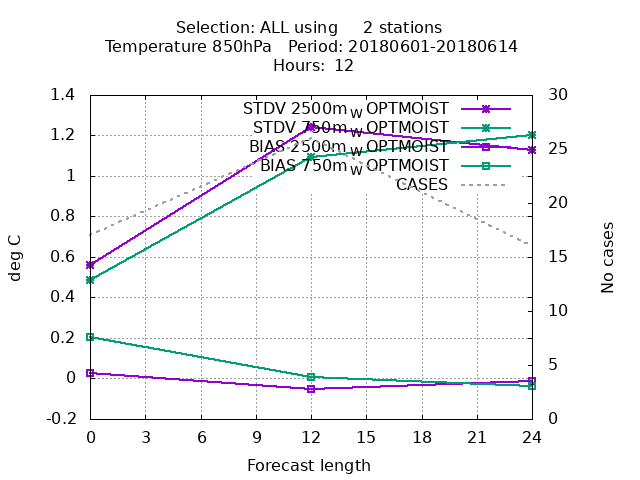 Selection: ALL using 2 stations
Temperature 850hPa Period: 20180601-20180614
Hours: 12
1.4
1.2
1
0.8
0.6
0.4
0.2
0
-0.2
deg C
STDV 2500m_W OPTMOIST
STDV 750m_W OPTMOIST
BIAS 2500m_W OPTMOIST
BIAS 750m_W OPTMOIST
CASES
30
25
20
15
10
5
0
No cases
0 3 6 9 12 15 18 21 24
Forecast length